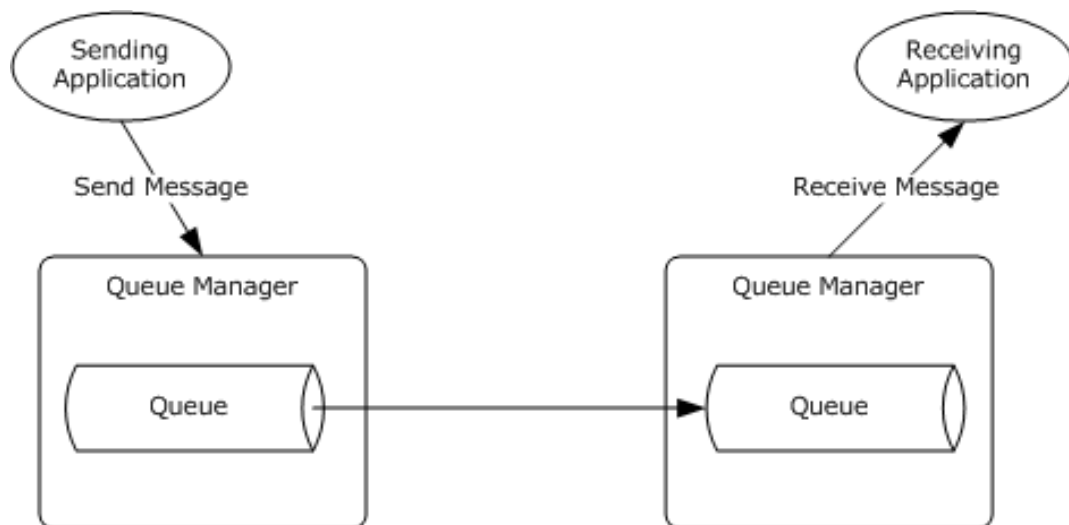 Sending
Application
Receiving
Application
Send Message
Receive Message
Queue Manager
Queue Manager
Queue
Queue